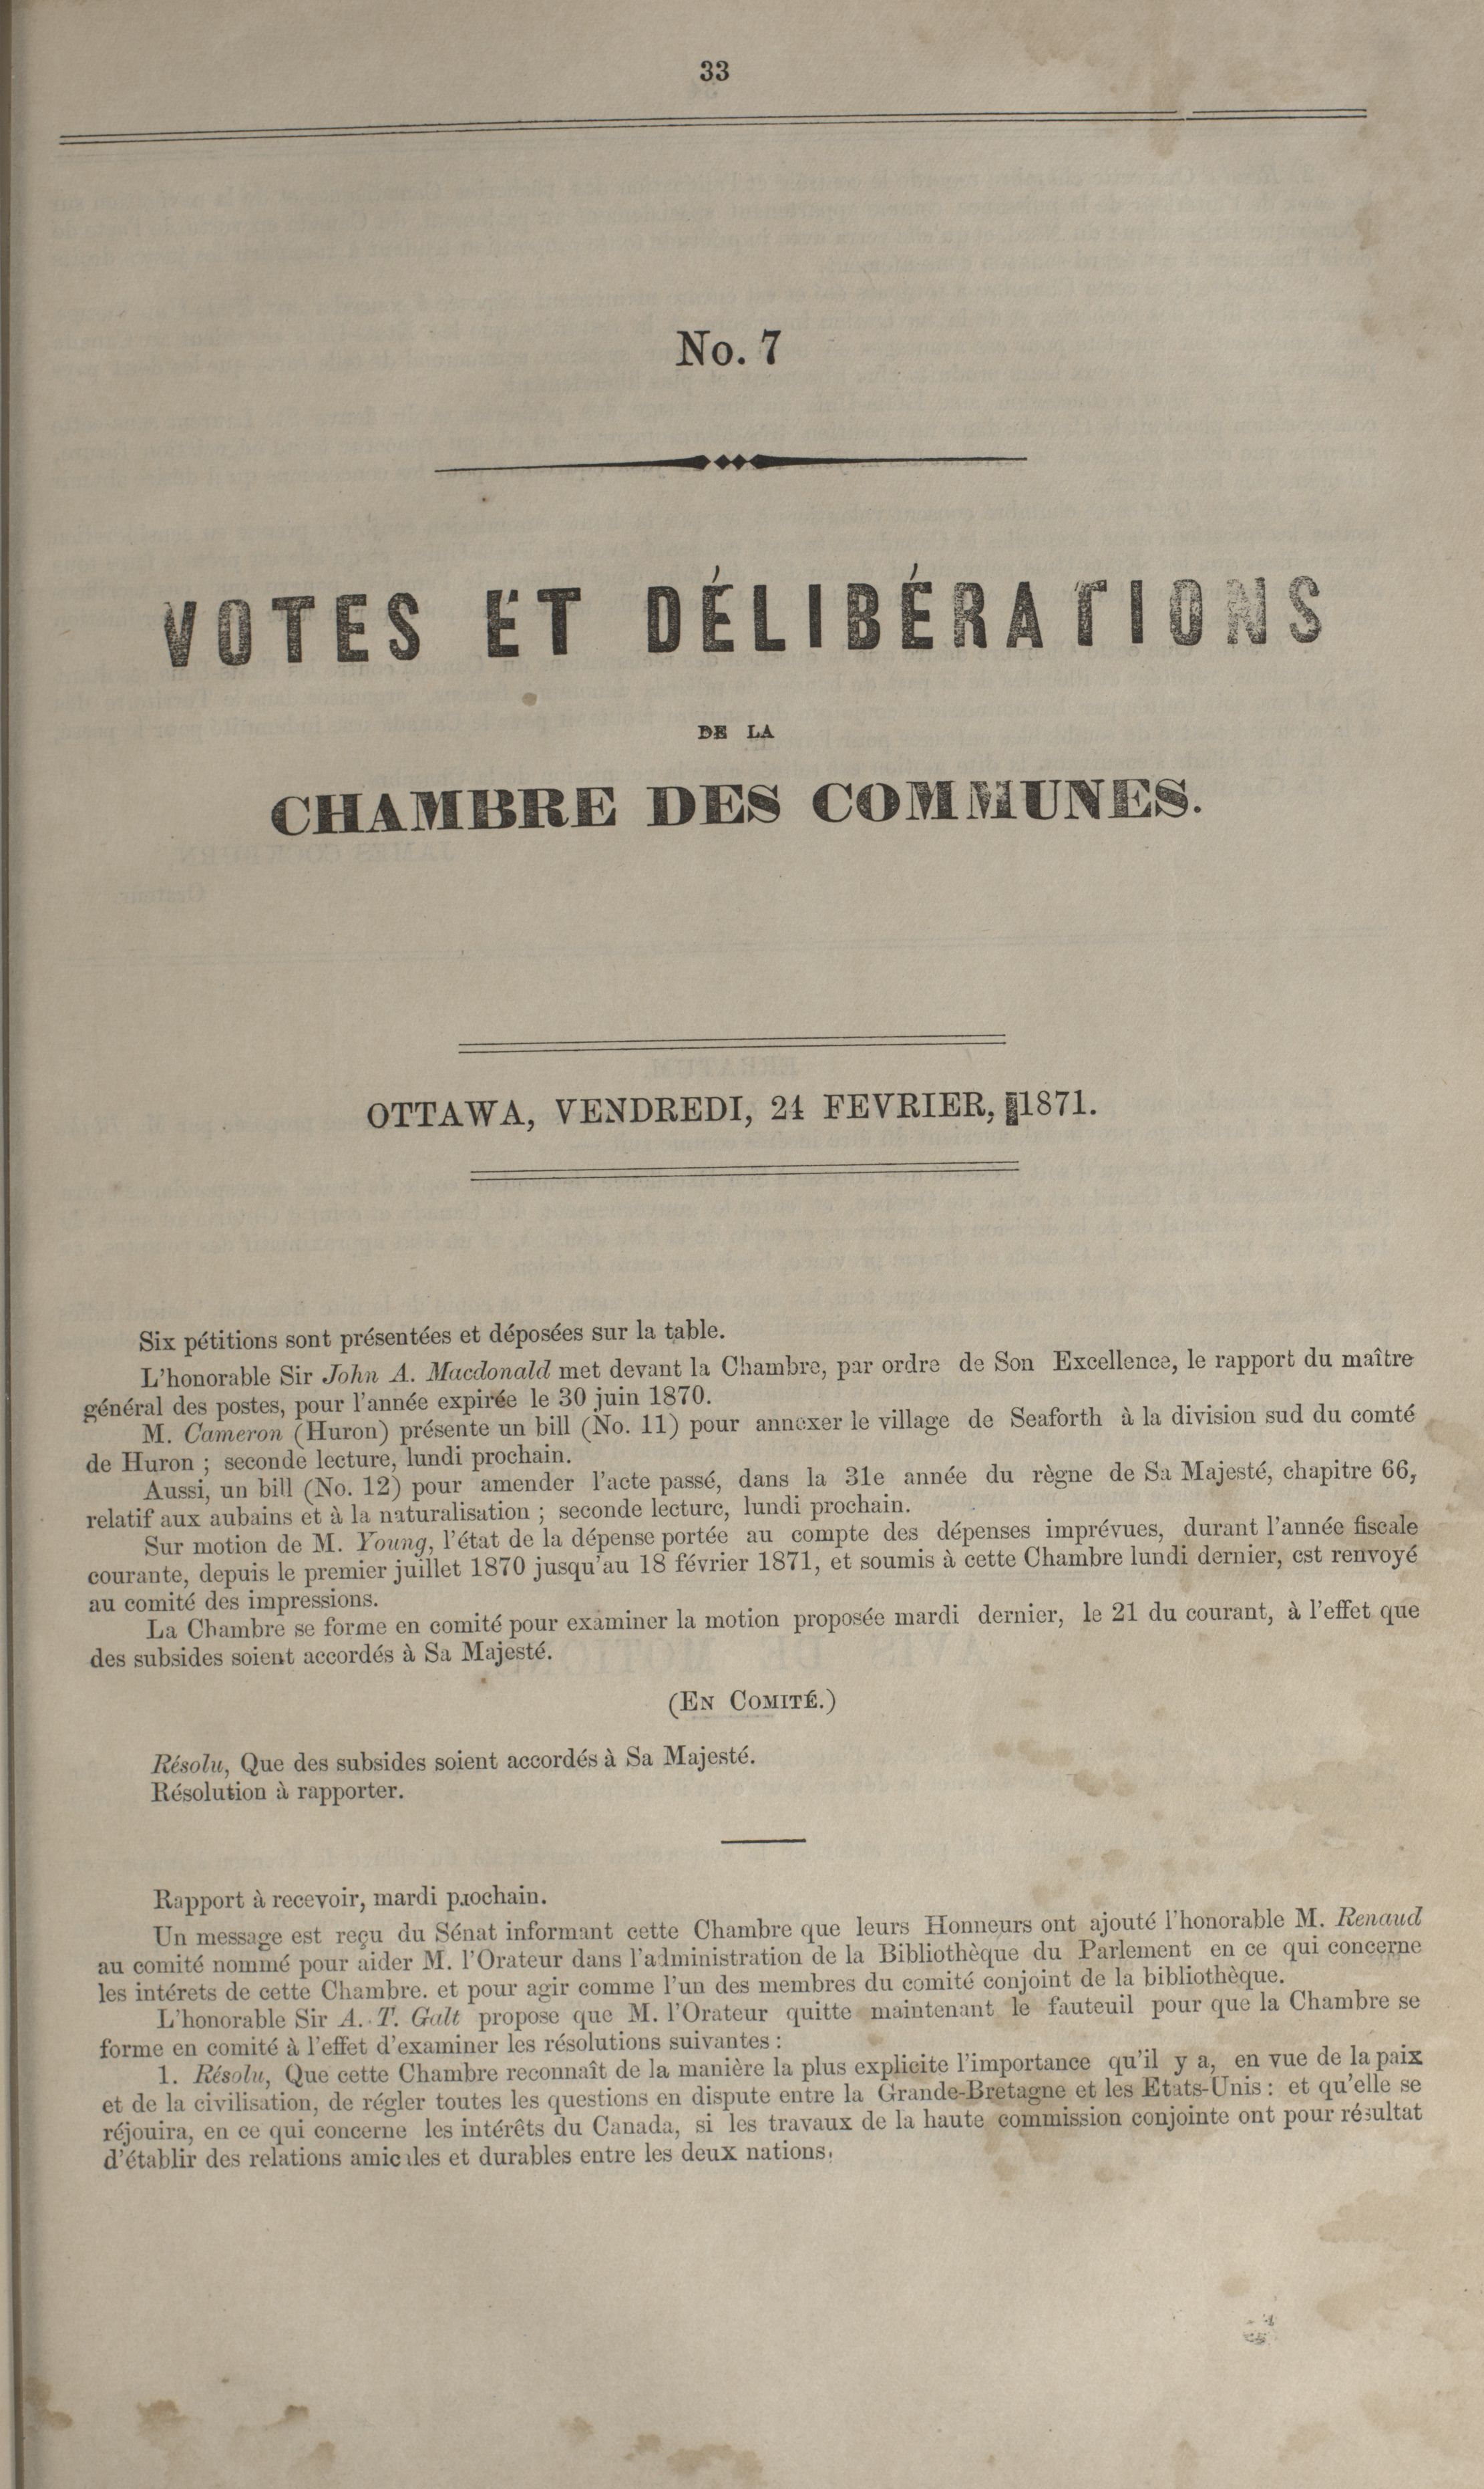 33
No. 7
VOTES ET DÉLIBÉRATIONS
DE LA
CHAMBRE DES COMMUNES.
OTTAWA, VENDREDI, 24 FEVRIER, 1871.
Six pétitions sont présentées et déposées sur la table.
L'honorable Sir John A. Macdonald met devant la Chambre, par ordre de Son Excellence, le rapport du maître
général des postes, pour l'année expirée le 30 juin 1870.
M. Cameron (Huron) présente un bill (No. 11) pour annexer le village de Seaforth à la division sud du comté
de Huron ; seconde lecture, lundi prochain.
Aussi, un bill (No. 12) pour amender l'acte passé, dans la 31e année du règne de Sa Majesté, chapitre 66,
relatif aux aubains et à la naturalisation ; seconde lecture, lundi prochain.
Sur motion de M. Young, l'état de la dépense portée au compte des dépenses imprévues, durant l'année fiscale
courante, depuis le premier juillet 1870 jusqu'au 18 février 1871, et soumis à cette Chambre lundi dernier, est renvoyé
au comité des impressions.
La Chambre se forme en comité pour examiner la motion proposée mardi dernier, le 21 du courant, à l'effet que
des subsides soient accordés à Sa Majesté.
(EN COMITÉ.)
Résolu, Que des subsides soient accordés à Sa Majesté.
Résolution à rapporter.
Rapport à recevoir, mardi prochain.
Un message est reçu du Sénat informant cette Chambre que leurs Honneurs ont ajouté l'honorable M. Renaud
au comité nommé pour aider M. l'Orateur dans l'administration de la Bibliothèque du Parlement en ce qui concerne
les intérets de cette Chambre. et pour agir comme l'un des membres du comité conjoint de la bibliothèque.
L'honorable Sir A. T. Galt propose que M. l'Orateur quitte maintenant le fauteuil pour que la Chambre se
forme en comité à l'effet d'examiner les résolutions suivantes :
1. Résolu, Que cette Chambre reconnaît de la manière la plus explicite l'importance qu'il y a, en vue de la paix
et de la civilisation, de régler toutes les questions en dispute entre la Grande-Bretagne et les Etats-Unis : et qu'elle se
réjouira, en ce qui concerne les intérêts du Canada, si les travaux de la haute commission conjointe ont pour résultat
d'établir des relations amicales et durables entre les deux nations.